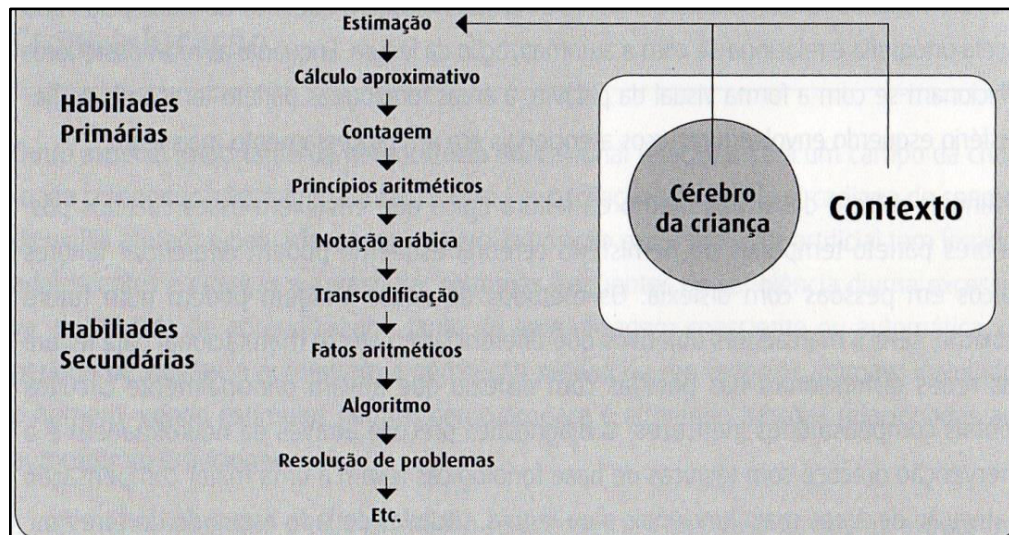 Estimação
Cálculo aproximativo
Habiliades
Primárias
Contagem
Princípios aritméticos
Notação arábica
Transcodificação
Habiliades
Secundárias
Fatos aritméticos
Algoritmo
Resolução de problemas
Etc.
Cérebro
da criança
Contexto